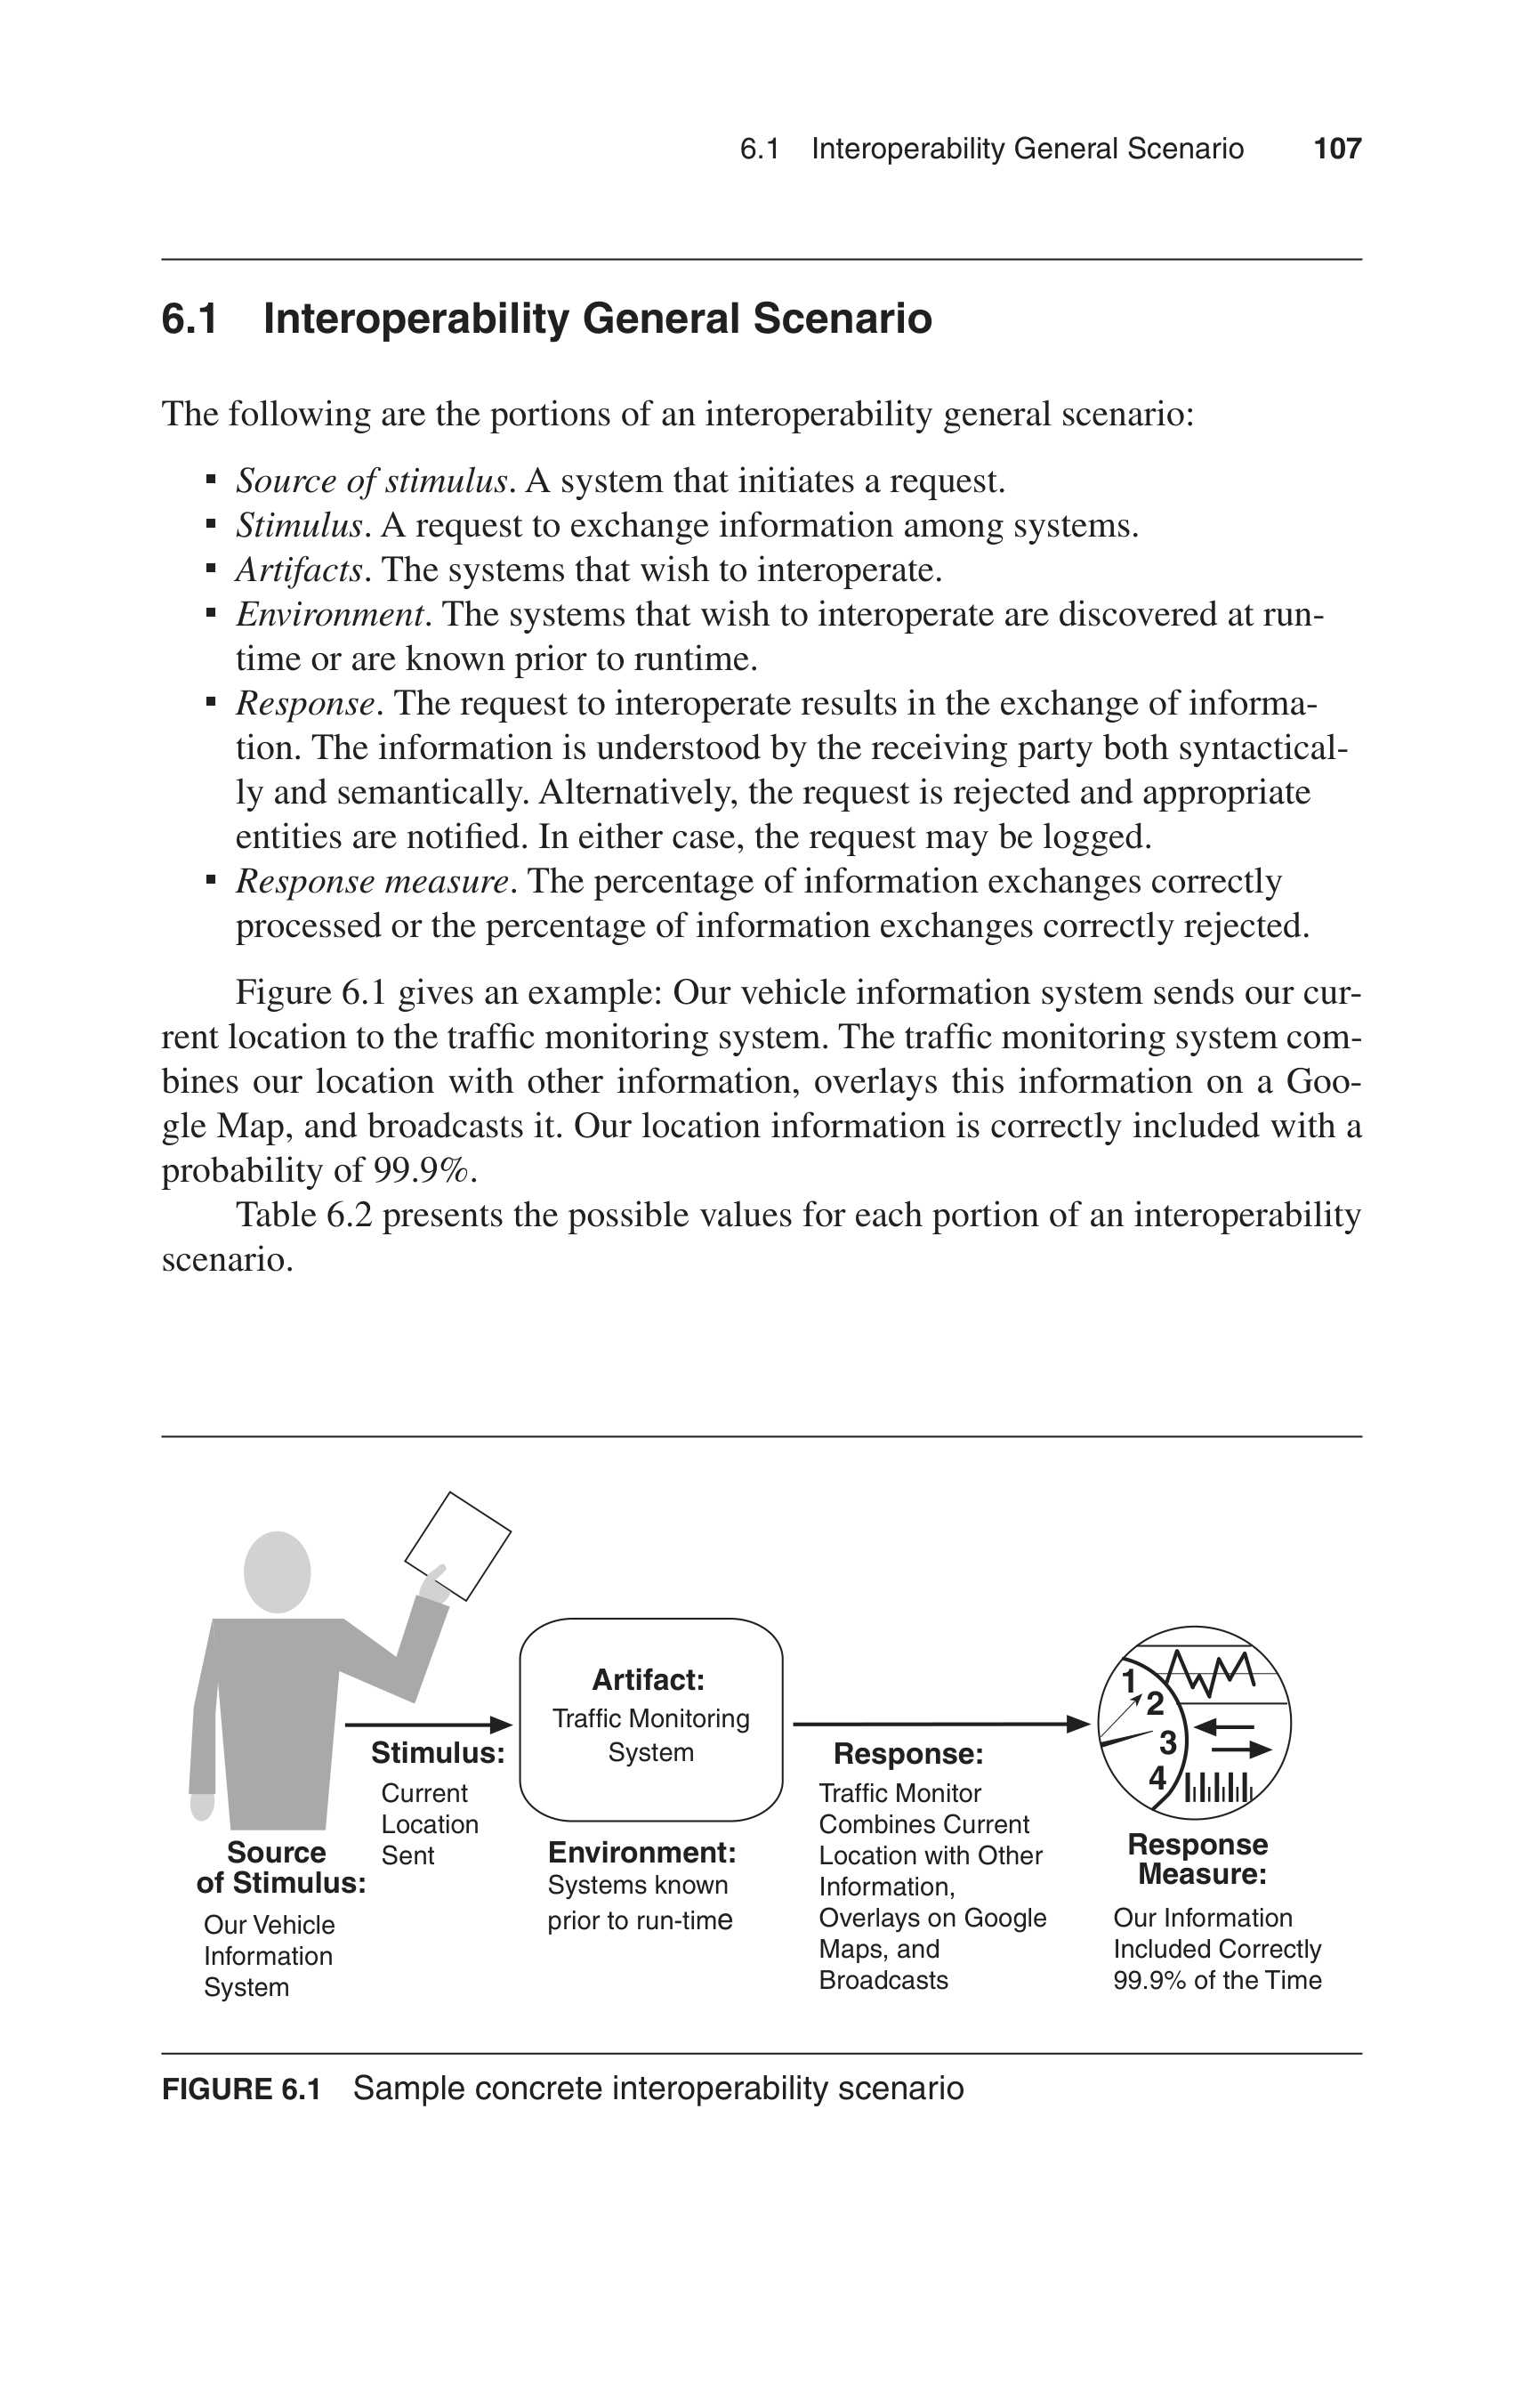 6.1 Interoperability General Scenario 107
6.1 Interoperability General Scenario
The following are the portions of an interoperability general scenario:
▪ Source of stimulus. A system that initiates a request.
▪ Stimulus. A request to exchange information among systems.
▪ Artifacts. The systems that wish to interoperate.
▪ Environment. The systems that wish to interoperate are discovered at run-
time or are known prior to runtime.
▪ Response. The request to interoperate results in the exchange of informa-
tion. The information is understood by the receiving party both syntactical-
ly and semantically. Alternatively, the request is rejected and appropriate
entities are notified. In either case, the request may be logged.
▪ Response measure. The percentage of information exchanges correctly
processed or the percentage of information exchanges correctly rejected.
Figure 6.1 gives an example: Our vehicle information system sends our cur-
rent location to the traffic monitoring system. The traffic monitoring system com-
bines our location with other information, overlays this information on a Goo-
gle Map, and broadcasts it. Our location information is correctly included with a
probability of 99.9%.
Table 6.2 presents the possible values for each portion of an interoperability
scenario.
Source
of Stimulus:
Our Vehicle
Information
System
Stimulus:
Current
Location
Sent
Artifact:
Traffic Monitoring
System
Environment:
Systems known
prior to run-time
Response:
Traffic Monitor
Combines Current
Location with Other
Information,
Overlays on Google
Maps, and
Broadcasts
1
2
3
4
Response
Measure:
Our Information
Included Correctly
99.9% of the Time
FIGURE 6.1 Sample concrete interoperability scenario